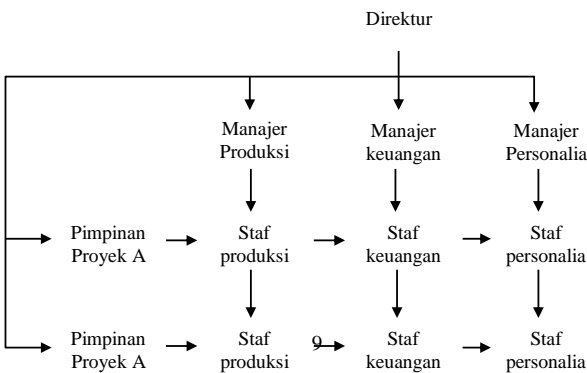 Direktur
Manajer
Produksi
Manajer
keuangan
Manajer
Personalia
Pimpinan
Proyek A
Staf
produksi
Staf
keuangan
Staf
personalia
Pimpinan
Proyek A
Staf
produksi
9
Staf
keuangan
Staf
personalia